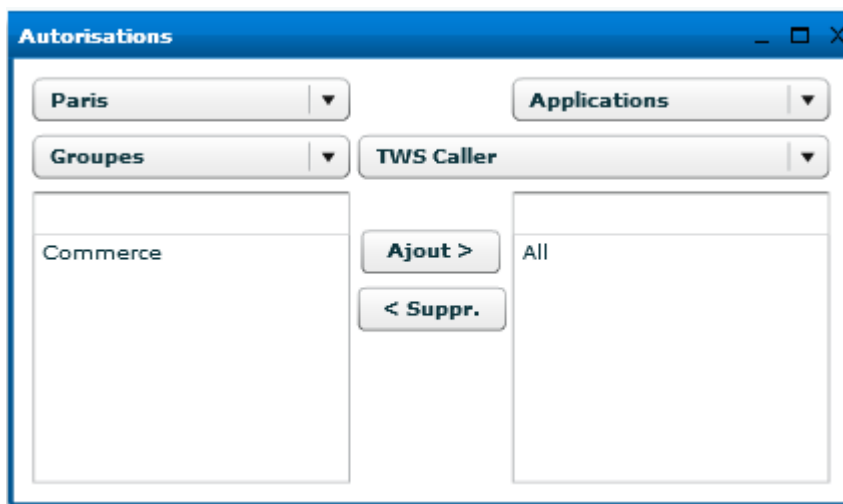 Autorisations
Paris
Applications
Groupes
TWS Caller
Commerce
Ajout >
All
< Suppr.